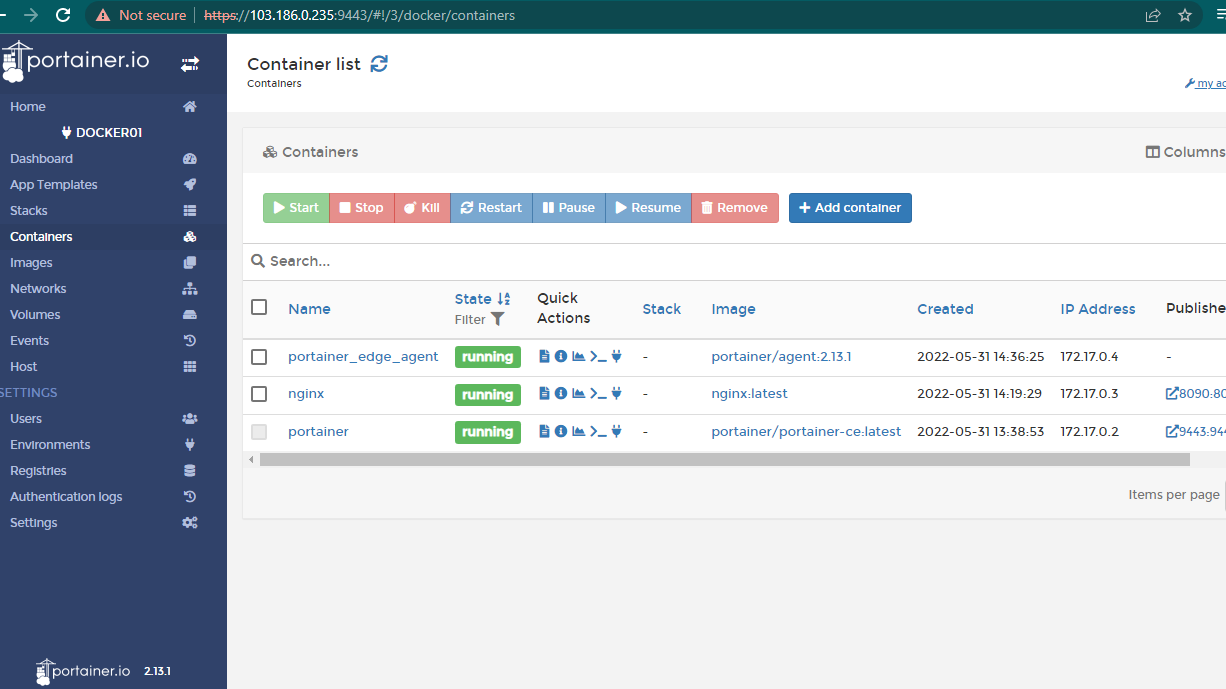 Not secure | https://103.186.0.235:9443/#!/3/docker/containers
portainer.io
Home
DOCKER01
Dashboard
App Templates
Stacks
Containers
Images
Networks
Volumes
Events
Host
SETTINGS
Users
Environments
Registries
Authentication logs
Settings
portainer.io 2.13.1
Container list
Containers
my ac
Containers
Columns
Start Stop Kill Restart Pause Resume Remove Add container
Search...
Name State Filter Quick Actions Stack Image Created IP Address Publishe
portainer_edge_agent running - portainer/agent:2.13.1 2022-05-31 14:36:25 172.17.0.4 -
nginx running - nginx:latest 2022-05-31 14:19:29 172.17.0.3 8090:80
portainer running - portainer/portainer-ce:latest 2022-05-31 13:38:53 172.17.0.2 9443:944
Items per page